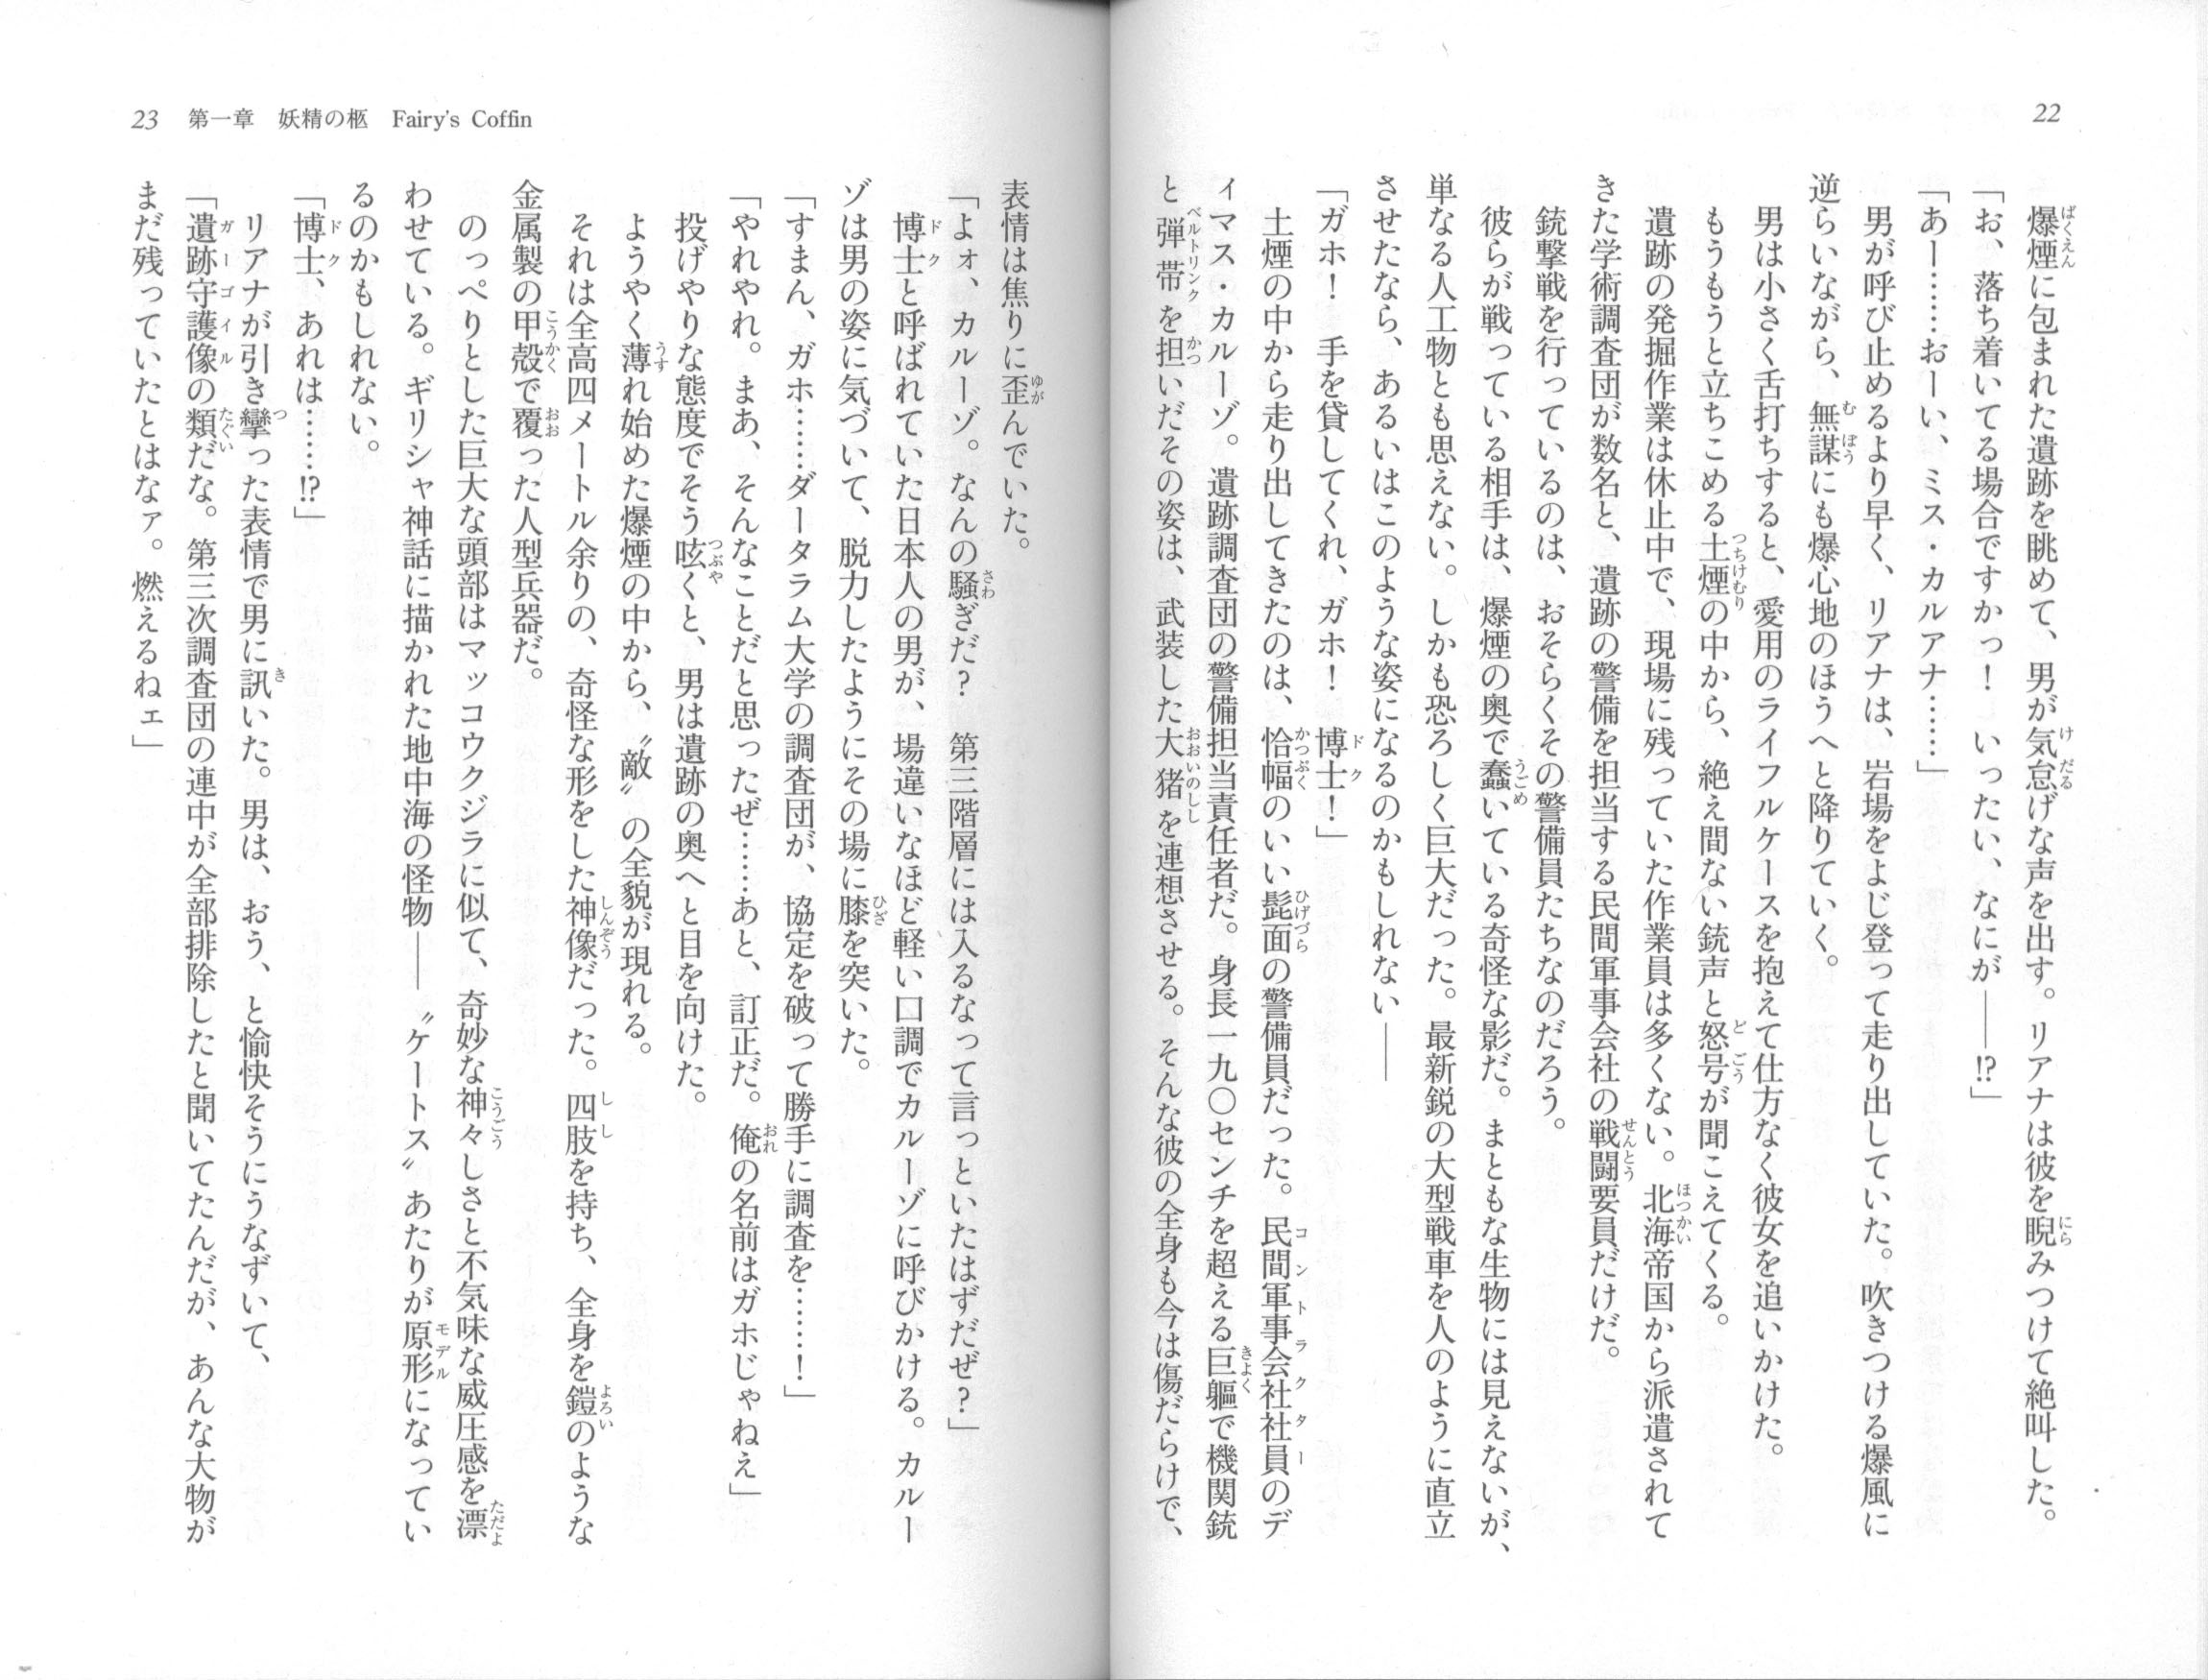 22
爆煙に包まれた遺跡を眺めて、男が気怠げな声を出す。リアナは彼を睨みつけて絶叫した。
「お、落ち着いてる場合ですかっ！　いったい、なにが――!?」
「あー……おーい、ミス・カルアナ……」
男が呼び止めるより早く、リアナは、岩場をよじ登って走り出していた。吹きつける爆風に
逆らいながら、無謀にも爆心地のほうへと降りていく。
男は小さく舌打ちすると、愛用のライフルケースを抱えて仕方なく彼女を追いかけた。
もうもうと立ちこめる土煙の中から、絶え間ない銃声と怒号が聞こえてくる。
遺跡の発掘作業は休止中で、現場に残っていた作業員は多くない。北海帝国から派遣されて
きた学術調査団が数名と、遺跡の警備を担当する民間軍事会社の戦闘要員だけだ。
銃撃戦を行っているのは、おそらくその警備員たちなのだろう。
彼らが戦っている相手は、爆煙の奥で蠢いている奇怪な影だ。まともな生物には見えないが、
単なる人工物とも思えない。しかも恐ろしく巨大だった。最新鋭の大型戦車を人のように直立
させたなら、あるいはこのような姿になるのかもしれない――
「ガホ！　手を貸してくれ、ガホ！　博士！」
土煙の中から走り出してきたのは、恰幅のいい髭面の警備員だった。民間軍事会社社員のデ
ィマス・カルーゾ。遺跡調査団の警備担当責任者だ。身長一九〇センチを超える巨軀で機関銃
と弾帯を担いだその姿は、武装した大猪を連想させる。そんな彼の全身も今は傷だらけで、
23　第一章　妖精の柩　Fairy's Coffin
表情は焦りに歪んでいた。
「よォ、カルーゾ。なんの騒ぎだ？　第三階層には入るなって言っといたはずだぜ？」
博士と呼ばれていた日本人の男が、場違いなほど軽い口調でカルーゾに呼びかける。カルー
ゾは男の姿に気づいて、脱力したようにその場に膝を突いた。
「すまん、ガホ……ダータラム大学の調査団が、協定を破って勝手に調査を……！」
「やれやれ。まあ、そんなことだと思ったぜ……あと、訂正だ。俺の名前はガホじゃねえ」
投げやりな態度でそう呟くと、男は遺跡の奥へと目を向けた。
ようやく薄れ始めた爆煙の中から、〝敵〟の全貌が現れる。
それは全高四メートル余りの、奇怪な形をした神像だった。四肢を持ち、全身を鎧のような
金属製の甲殻で覆った人型兵器だ。
のっぺりとした巨大な頭部はマッコウクジラに似て、奇妙な神々しさと不気味な威圧感を漂
わせている。ギリシャ神話に描かれた地中海の怪物――〝ケートス〟あたりが原形になってい
るのかもしれない。
「博士、あれは……!?」
リアナが引き攣った表情で男に訊いた。男は、おう、と愉快そうにうなずいて、
「遺跡守護像の類だな。第三次調査団の連中が全部排除したと聞いてたんだが、あんな大物が
まだ残っていたとはなァ。燃えるねェ」